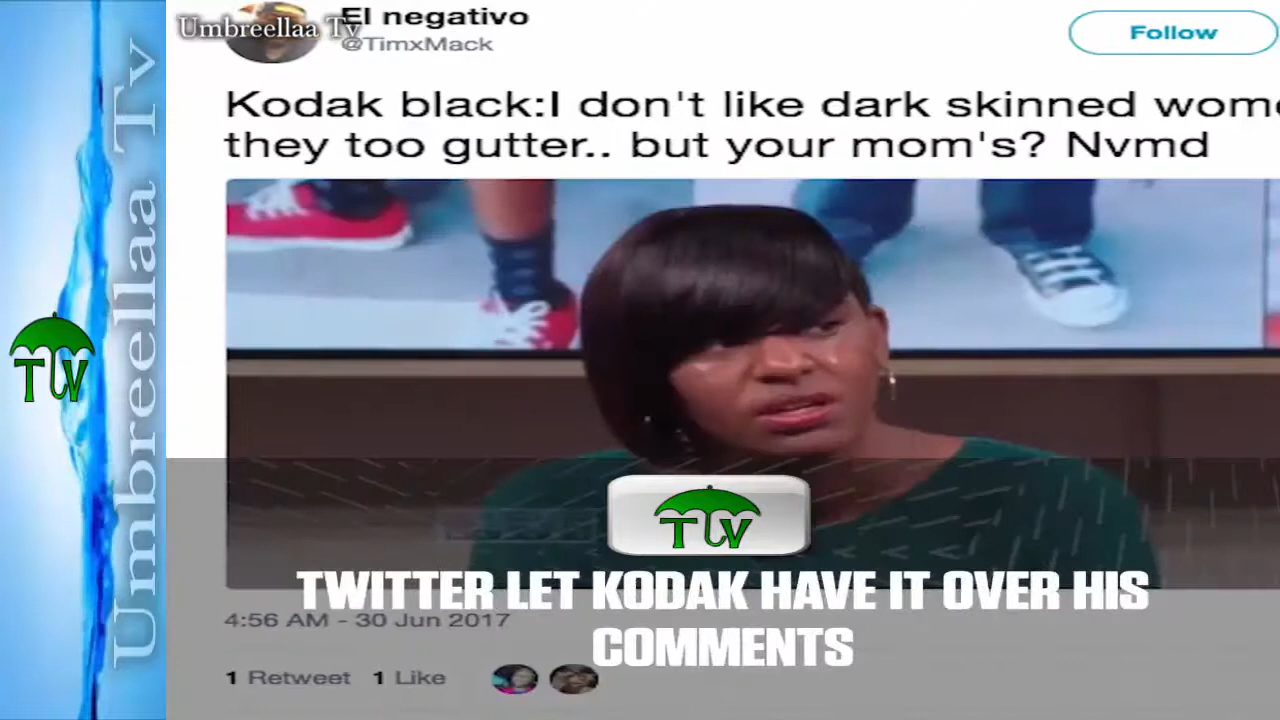 Umbreellaa Tv
El negativo
@TimxMack
Follow
Kodak black:I don't like dark skinned wome
they too gutter.. but your mom's? Nvmd
TV
Umbreellaa Tv
TV
TWITTER LET KODAK HAVE IT OVER HIS
COMMENTS
4:56 AM - 30 Jun 2017
1 Retweet 1 Like